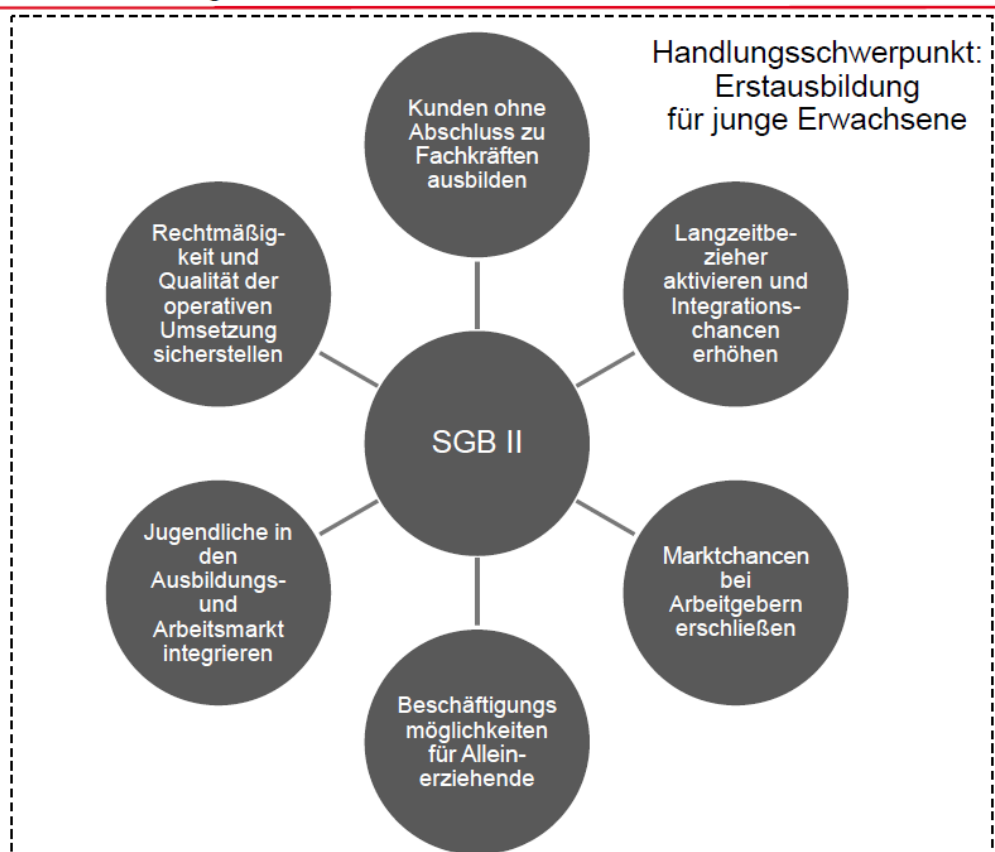 Handlungsschwerpunkt:
Erstausbildung
für junge Erwachsene
Kunden ohne
Abschluss zu
Fachkräften
ausbilden
Langzeitbe-
zieher
aktivieren und
Integrations-
chancen
erhöhen
Marktchancen
bei
Arbeitgebern
erschließen
Beschäftigungs
möglichkeiten
für Allein-
erziehende
Jugendliche in
den
Ausbildungs-
und
Arbeitsmarkt
integrieren
Rechtmäßig-
keit und
Qualität der
operativen
Umsetzung
sicherstellen
SGB II